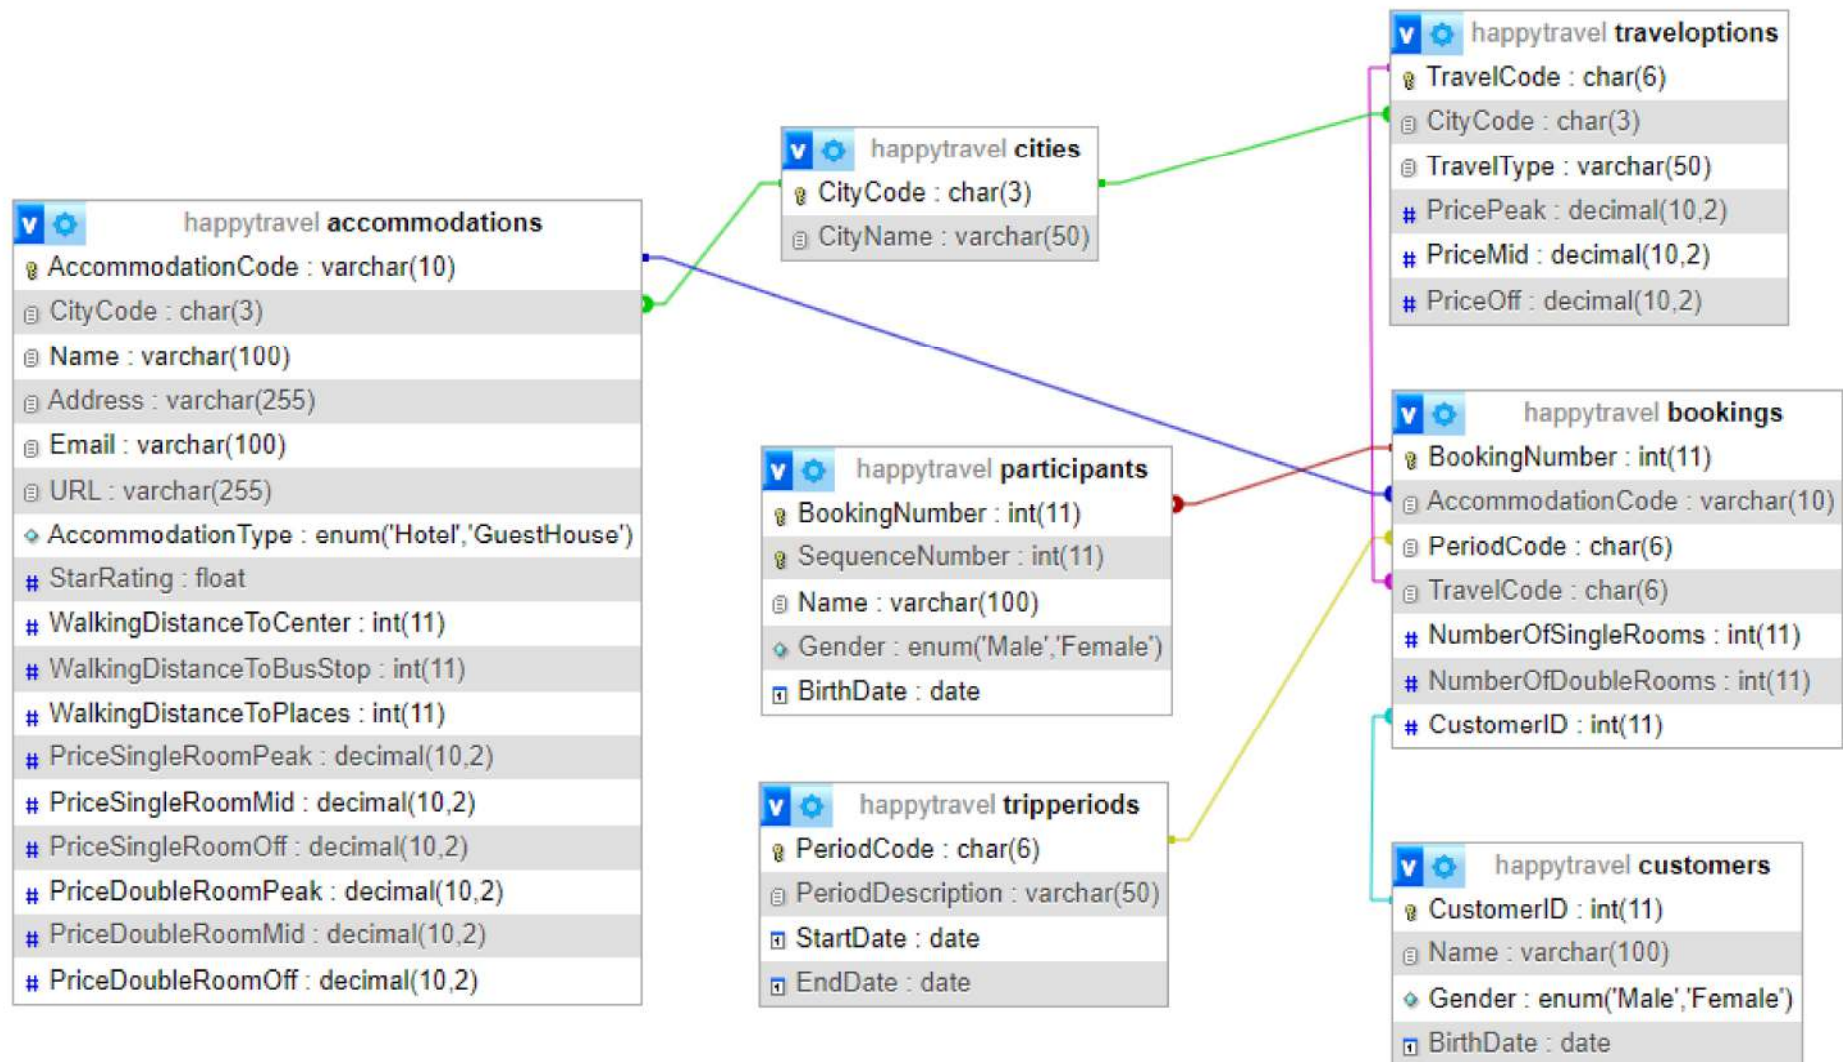 happytravel accommodations
AccommodationCode : varchar(10)
CityCode : char(3)
Name : varchar(100)
Address : varchar(255)
Email : varchar(100)
URL : varchar(255)
AccommodationType : enum('Hotel','GuestHouse')
# StarRating : float
# WalkingDistanceToCenter : int(11)
# WalkingDistanceToBusStop : int(11)
# WalkingDistanceToPlaces : int(11)
# PriceSingleRoomPeak : decimal(10,2)
# PriceSingleRoomMid : decimal(10,2)
# PriceSingleRoomOff : decimal(10,2)
# PriceDoubleRoomPeak : decimal(10,2)
# PriceDoubleRoomMid : decimal(10,2)
# PriceDoubleRoomOff : decimal(10,2)
v happytravel cities
CityCode : char(3)
CityName : varchar(50)
v happytravel participants
BookingNumber : int(11)
SequenceNumber : int(11)
Name : varchar(100)
Gender : enum('Male','Female')
BirthDate : date
v happytravel tripperiods
PeriodCode : char(6)
PeriodDescription : varchar(50)
StartDate : date
EndDate : date
v happytravel traveloptions
TravelCode : char(6)
CityCode : char(3)
TravelType : varchar(50)
# PricePeak : decimal(10,2)
# PriceMid : decimal(10,2)
# PriceOff : decimal(10,2)
v happytravel bookings
BookingNumber : int(11)
AccommodationCode : varchar(10)
PeriodCode : char(6)
TravelCode : char(6)
# NumberOfSingleRooms : int(11)
# NumberOfDoubleRooms : int(11)
# CustomerID : int(11)
v happytravel customers
CustomerID : int(11)
Name : varchar(100)
Gender : enum('Male','Female')
BirthDate : date